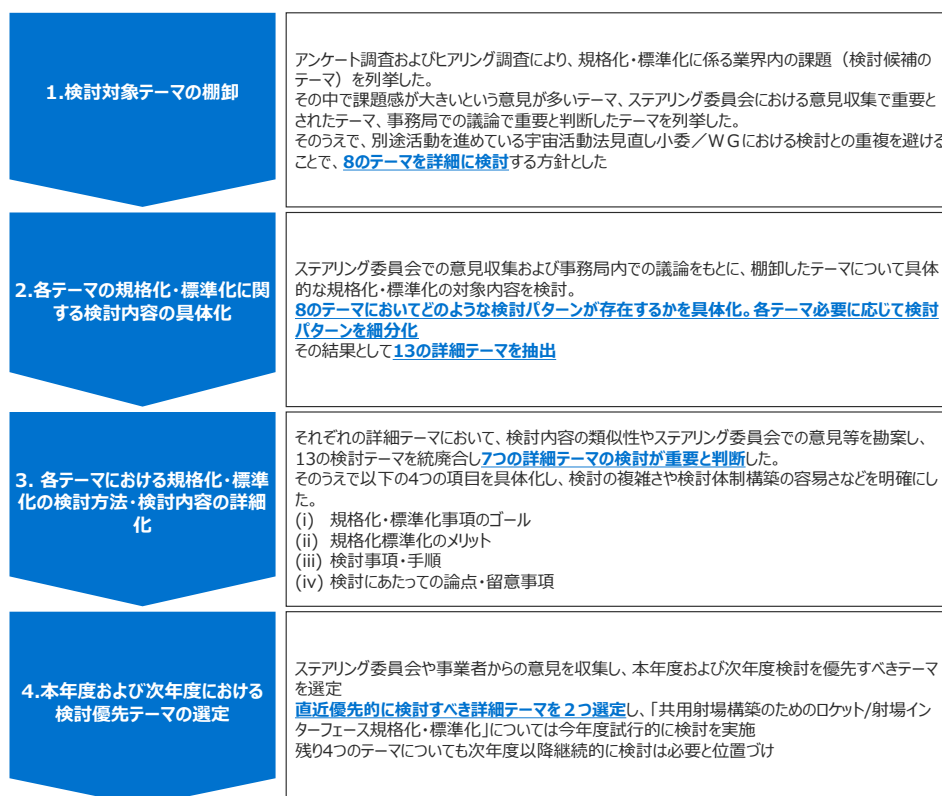 1.検討対象テーマの棚卸
アンケート調査およびヒアリング調査により、規格化・標準化に係る業界内の課題（検討候補の
テーマ）を列挙した。
その中で課題感が大きいという意見が多いテーマ、ステアリング委員会における意見収集で重要と
されたテーマ、事務局での議論で重要と判断したテーマを列挙した。
そのうえで、別途活動を進めている宇宙活動法見直し小委／ＷＧにおける検討との重複を避ける
ことで、8のテーマを詳細に検討する方針とした
2.各テーマの規格化・標準化に関
する検討内容の具体化
ステアリング委員会での意見収集および事務局内での議論をもとに、棚卸したテーマについて具体
的な規格化・標準化の対象内容を検討。
8のテーマにおいてどのような検討パターンが存在するかを具体化。各テーマ必要に応じて検討
パターンを細分化
その結果として13の詳細テーマを抽出
3. 各テーマにおける規格化・標準
化の検討方法・検討内容の詳細
化
それぞれの詳細テーマにおいて、検討内容の類似性やステアリング委員会での意見等を勘案し、
13の検討テーマを統廃合し7つの詳細テーマの検討が重要と判断した。
そのうえで以下の4つの項目を具体化し、検討の複雑さや検討体制構築の容易さなどを明確にし
た。
(i) 規格化・標準化事項のゴール
(ii) 規格化標準化のメリット
(iii) 検討事項・手順
(iv) 検討にあたっての論点・留意事項
4.本年度および次年度における
検討優先テーマの選定
ステアリング委員会や事業者からの意見を収集し、本年度および次年度検討を優先すべきテーマ
を選定
直近優先的に検討すべき詳細テーマを２つ選定し、「共用射場構築のためのロケット/射場イン
ターフェース規格化・標準化」については今年度試行的に検討を実施
残り4つのテーマについても次年度以降継続的に検討は必要と位置づけ